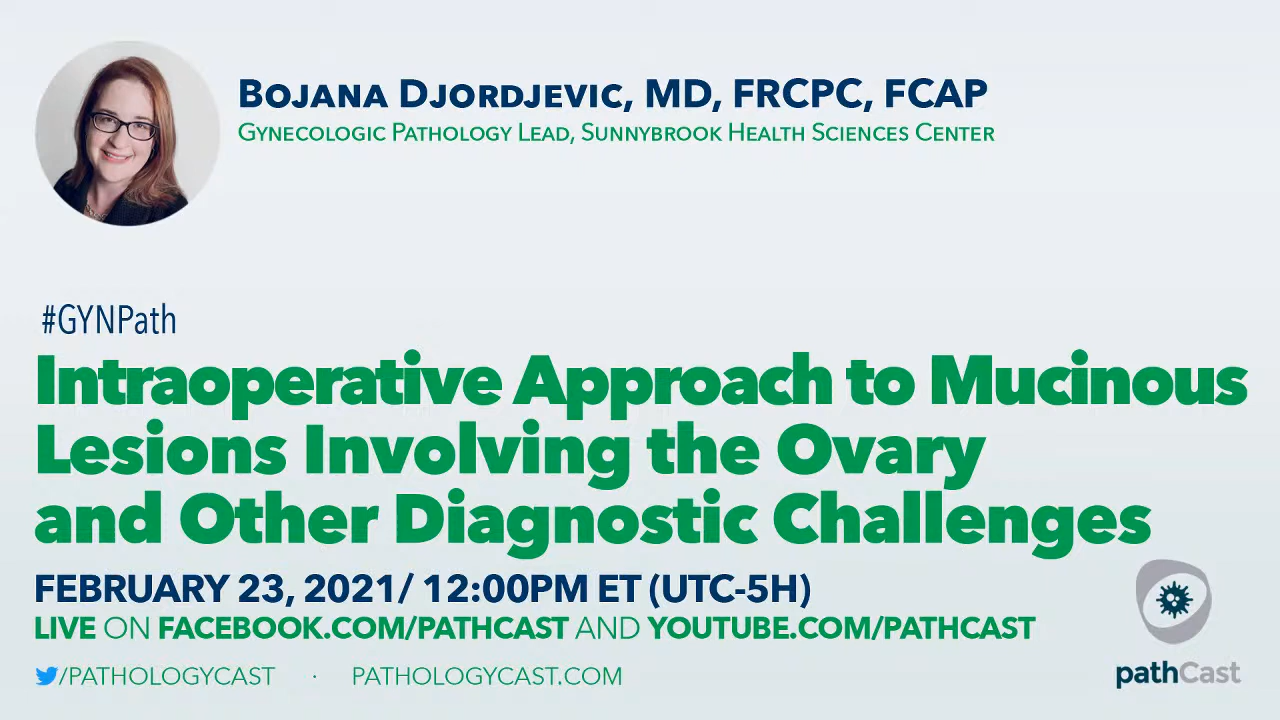 Bojana Djordjevic, MD, FRCPC, FCAP
Gynecologic Pathology Lead, Sunnybrook Health Sciences Center
#GYNPath
Intraoperative Approach to Mucinous
Lesions Involving the Ovary
and Other Diagnostic Challenges
FEBRUARY 23, 2021/ 12:00PM ET (UTC-5H)
LIVE ON FACEBOOK.COM/PATHCAST AND YOUTUBE.COM/PATHCAST
/PATHOLOGYCAST · PATHOLOGYCAST.COM
pathCast